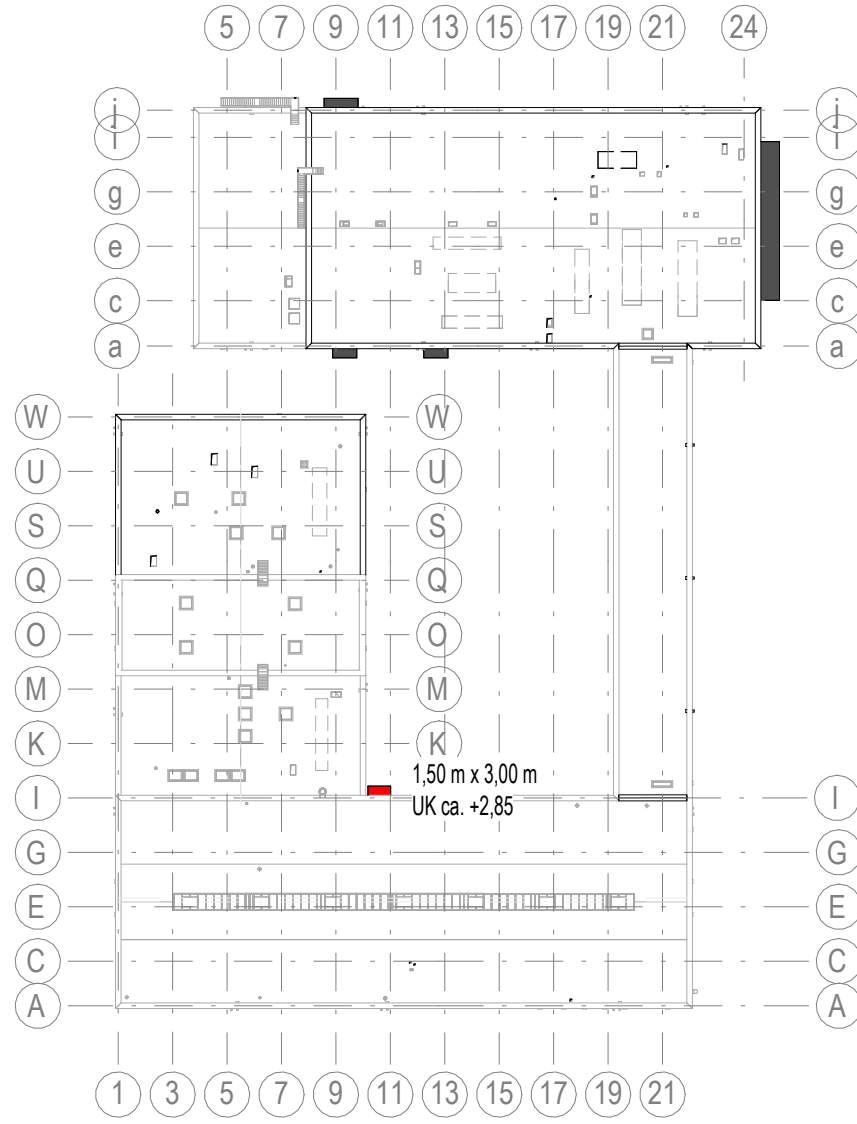 5 7 9 11 13 15 17 19 21 24
j j
i i
g g
e e
c c
a a
W W
U U
S S
Q Q
O O
M M
K K
1,50 m x 3,00 m
I I
UK ca. +2,85
G G
E E
C C
A A
1 3 5 7 9 11 13 15 17 19 21